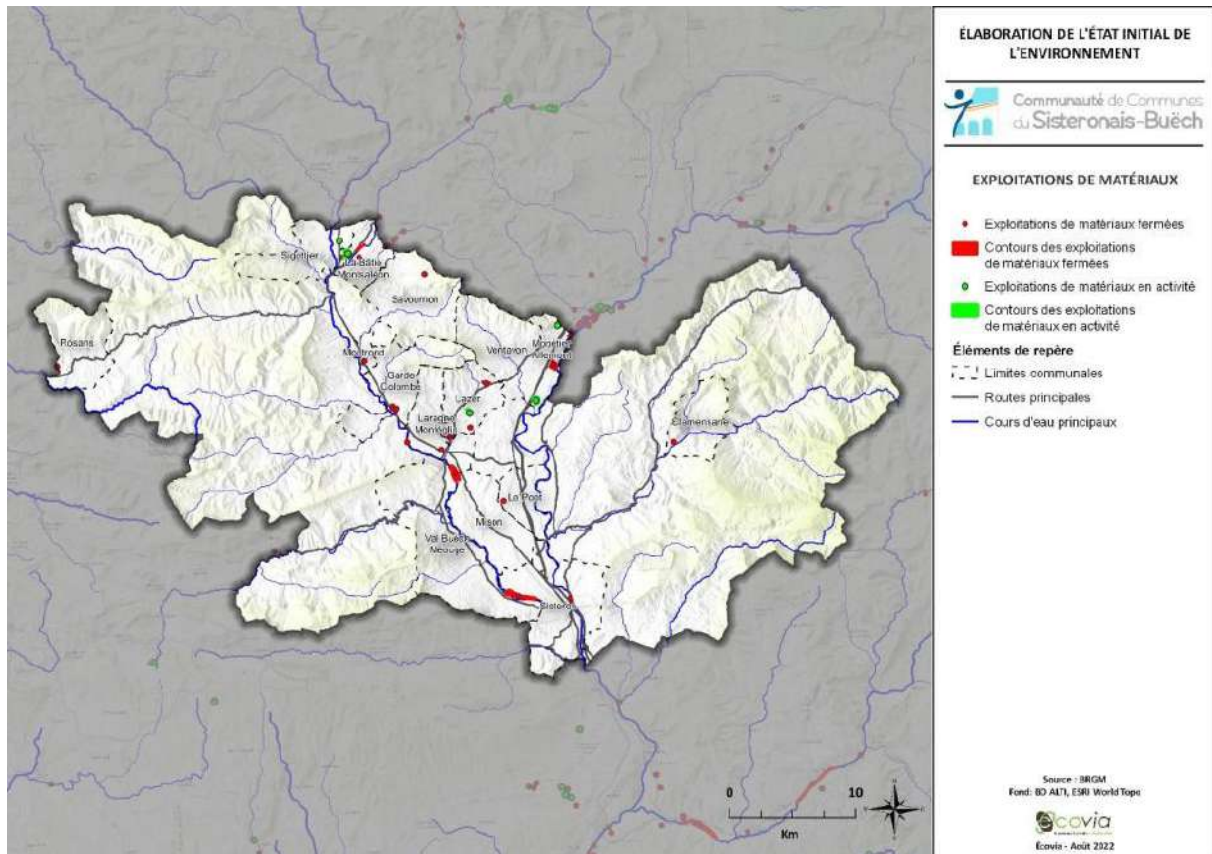 ÉLABORATION DE L'ÉTAT INITIAL DE
L'ENVIRONNEMENT
Communauté de Communes
du Sisteronais-Buëch
EXPLOITATIONS DE MATÉRIAUX
Exploitations de matériaux fermées
Contours des exploitations
de matériaux fermées
Exploitations de matériaux en activité
Contours des exploitations
de matériaux en activité
Éléments de repère
Limites communales
Routes principales
Cours d'eau principaux
Sigottier
La Bâtie
Montsaléon
Savournon
Rosans
Montrond
Ventavon
Monêtier
Allemont
Garde
Colombe
Lazer
Laragne
Clamensane
Le Poët
Mison
Val Buëch
Méouge
0
10
Km
Source : BRGM
Fond: BD ALTI, ESRI World Topo
écovia
Écovia - Août 2022